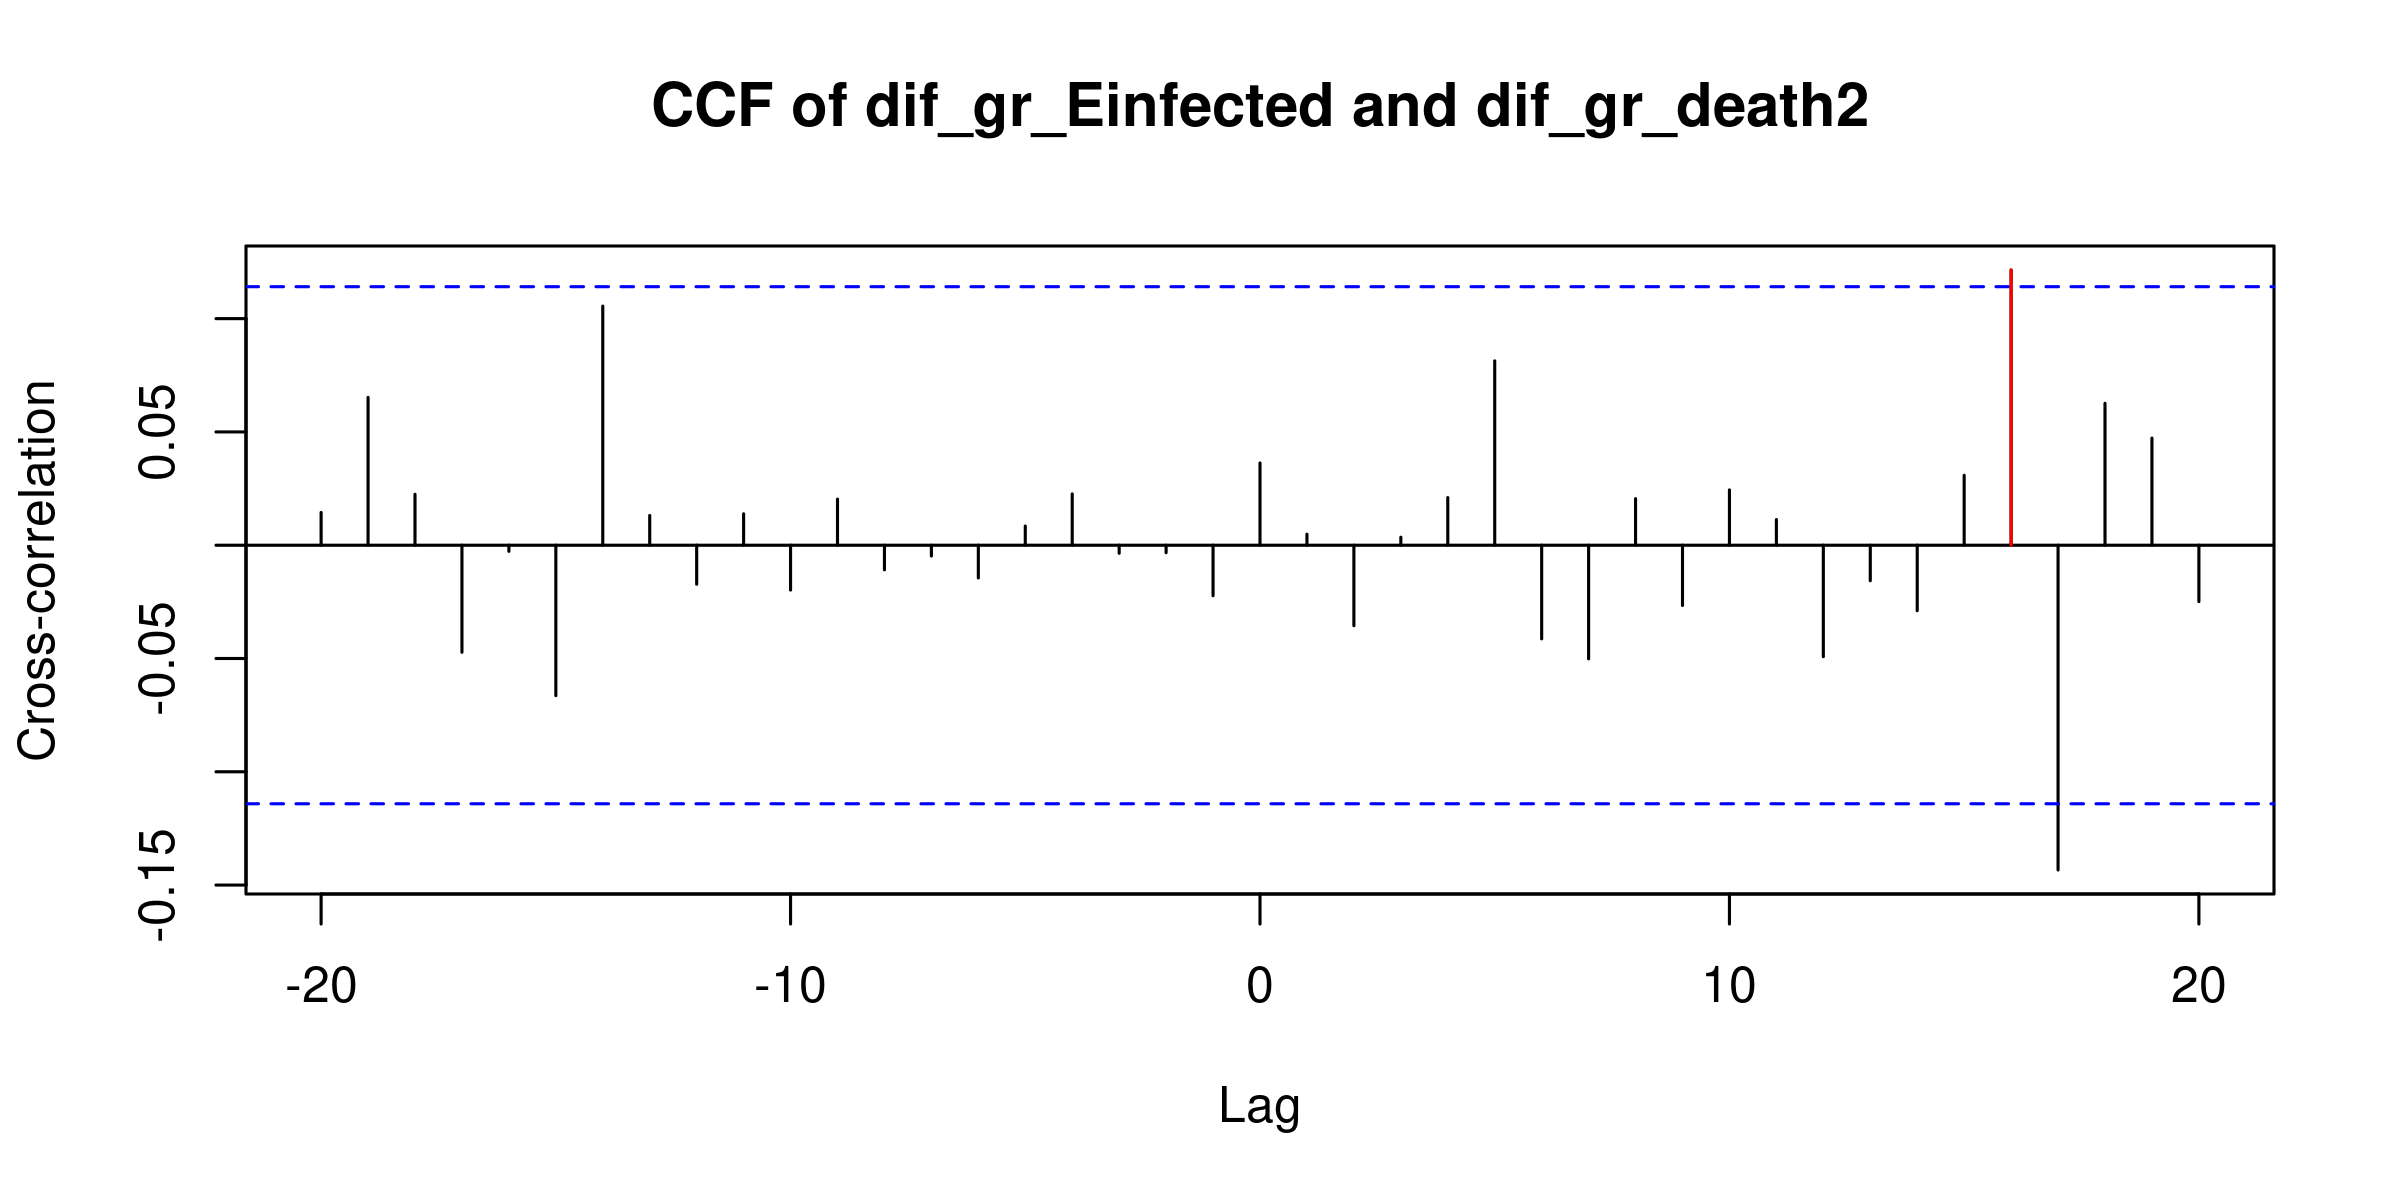 CCF of dif_gr_Einfected and dif_gr_death2
Cross-correlation
0.05
-0.05
-0.15
-20 -10 0 10 20
Lag